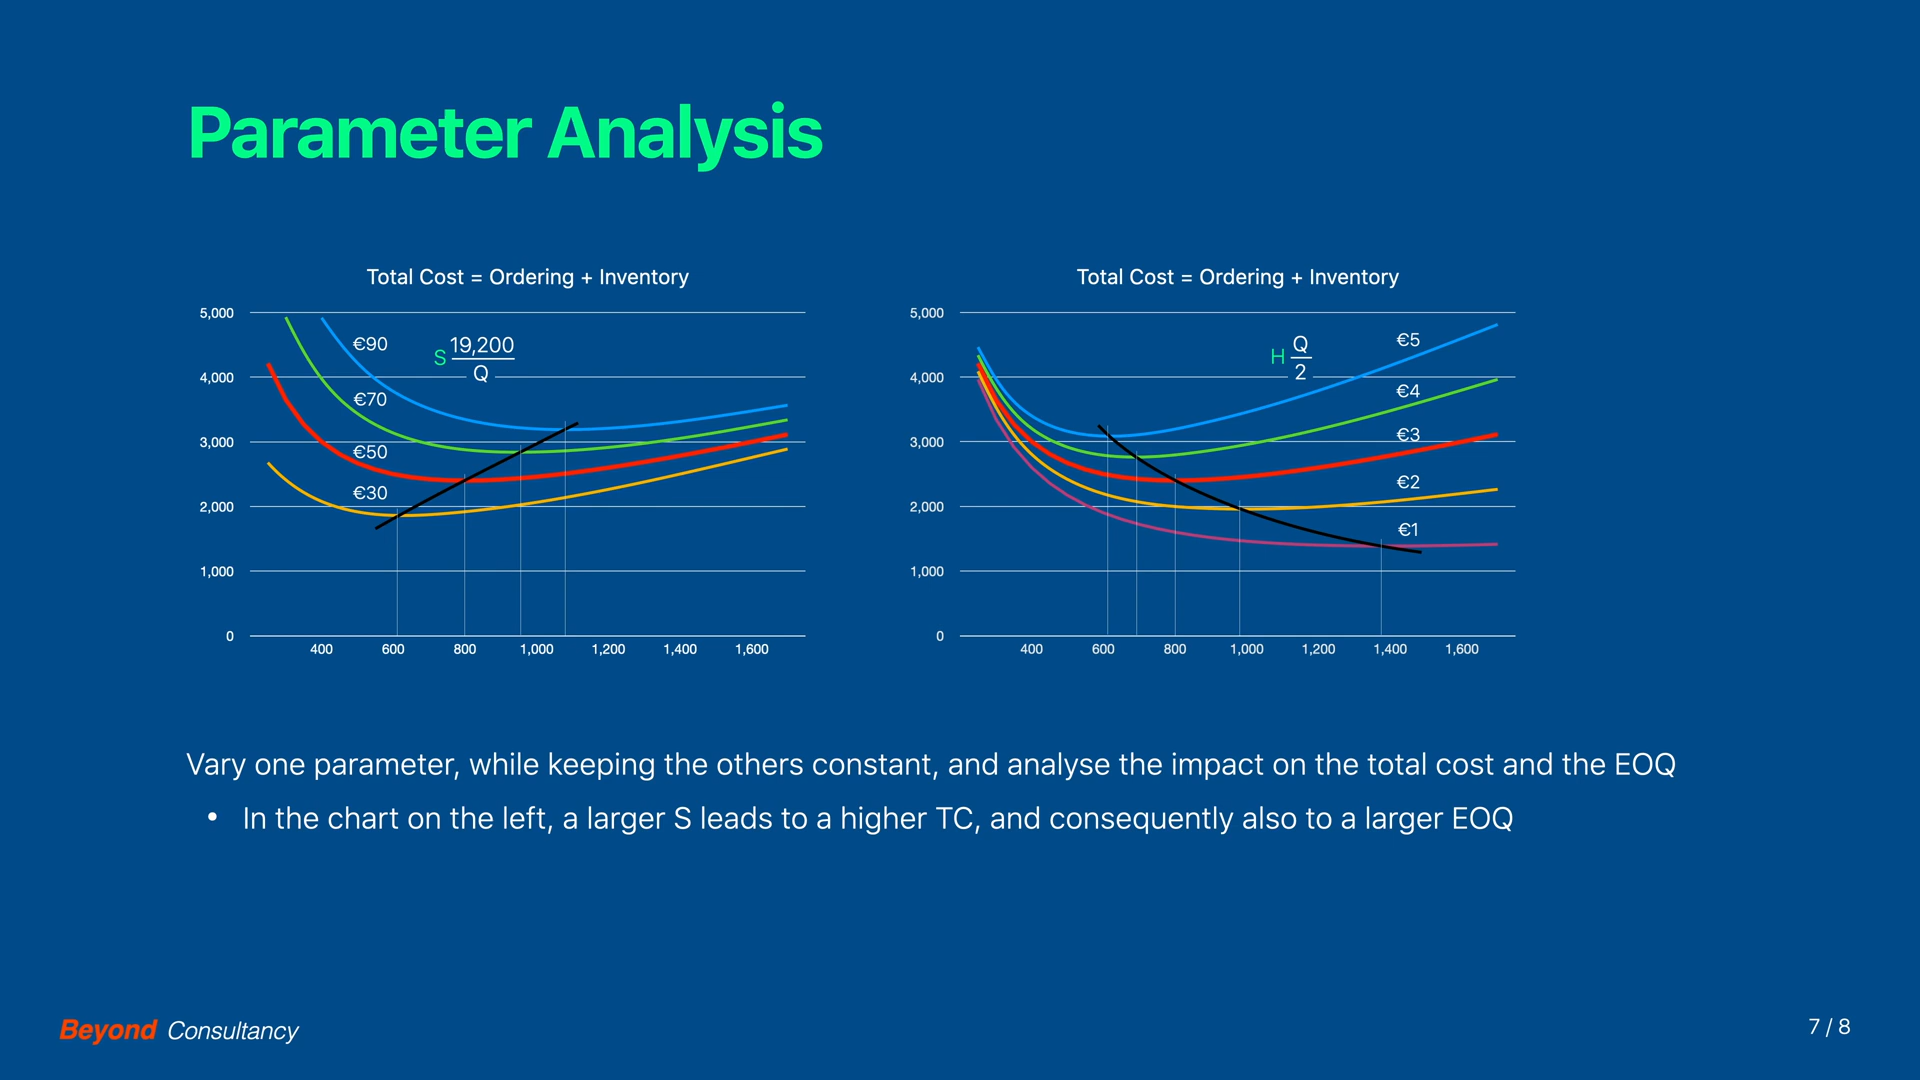 Parameter Analysis
Total Cost = Ordering + Inventory
5,000
4,000
3,000
2,000
1,000
0
€90
€70
€50
€30
S 19,200
Q
400 600 800 1,000 1,200 1,400 1,600
Total Cost = Ordering + Inventory
5,000
4,000
3,000
2,000
1,000
0
H Q
2
€5
€4
€3
€2
€1
400 600 800 1,000 1,200 1,400 1,600
Vary one parameter, while keeping the others constant, and analyse the impact on the total cost and the EOQ
• In the chart on the left, a larger S leads to a higher TC, and consequently also to a larger EOQ
Beyond Consultancy
7 / 8